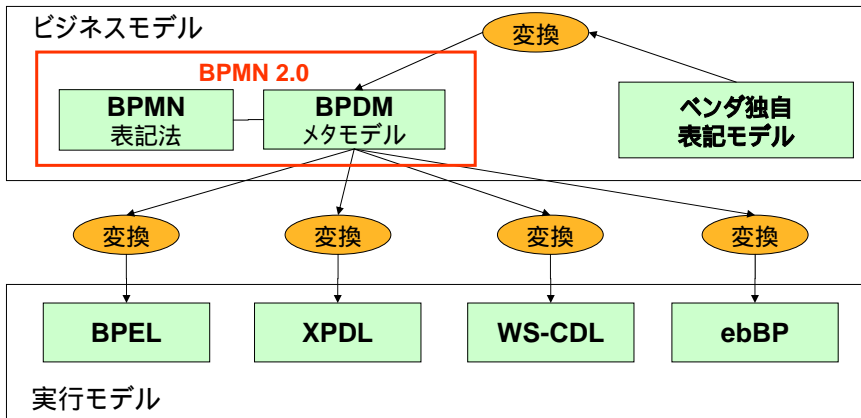 ビジネスモデル
変換
BPMN 2.0
BPMN
表記法
BPDM
メタモデル
ベンダ独自
表記モデル
変換
変換
変換
変換
BPEL
XPDL
WS-CDL
ebBP
実行モデル